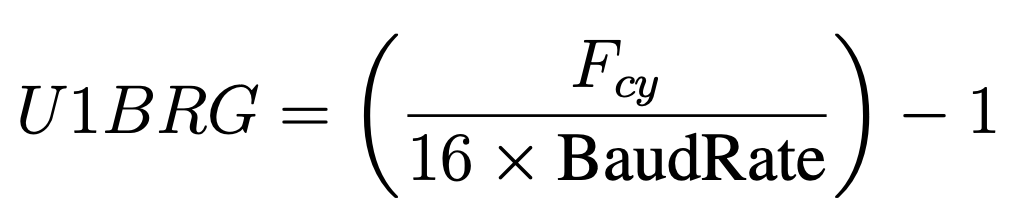 U1BRG = (F_cy / (16 × BaudRate)) − 1